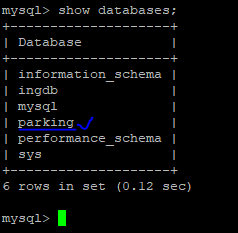 mysql> show databases;
+--------------------+
| Database           |
+--------------------+
| information_schema |
| ingdb              |
| mysql              |
| parking            |
| performance_schema |
| sys                |
+--------------------+
6 rows in set (0.12 sec)
mysql>